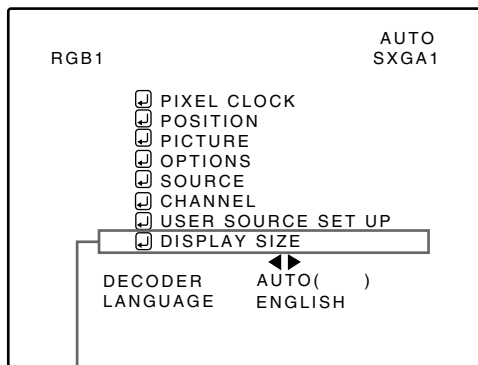 AUTO
RGB1 SXGA1
PIXEL CLOCK
POSITION
PICTURE
OPTIONS
SOURCE
CHANNEL
USER SOURCE SET UP
DISPLAY SIZE
DECODER AUTO( )
LANGUAGE ENGLISH